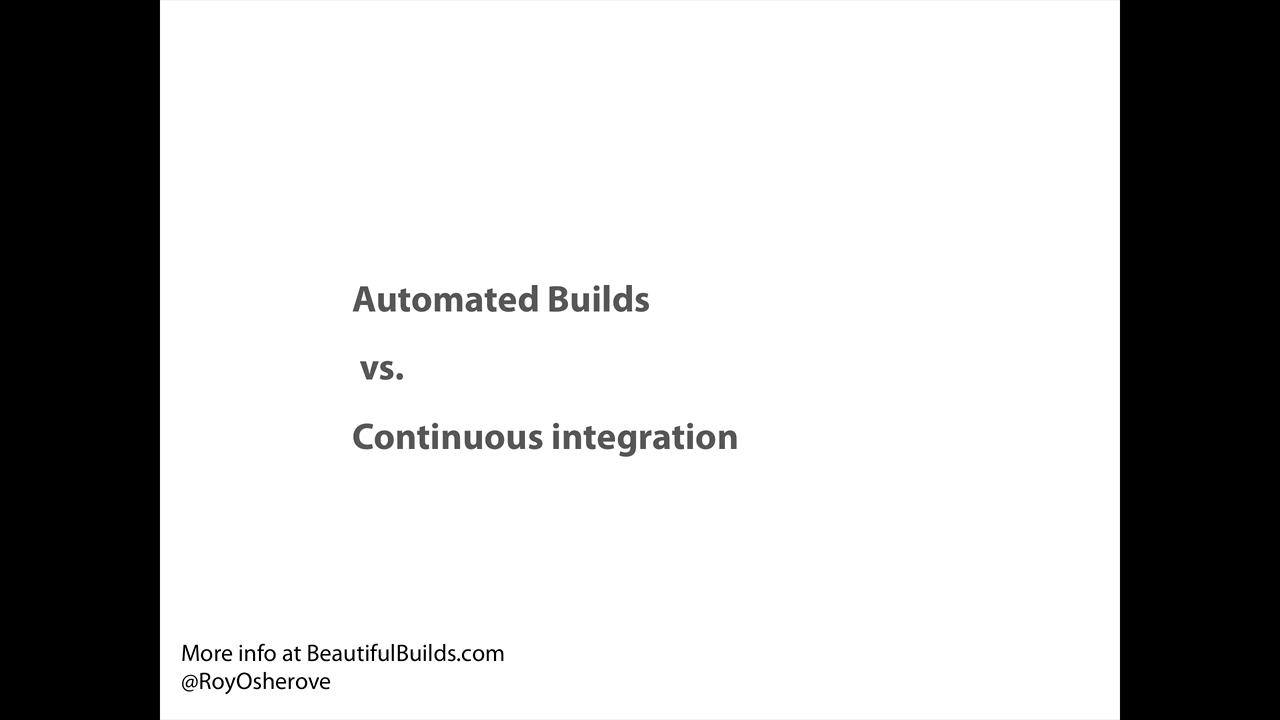 Automated Builds
vs.
Continuous integration
More info at BeautifulBuilds.com
@RoyOsherove